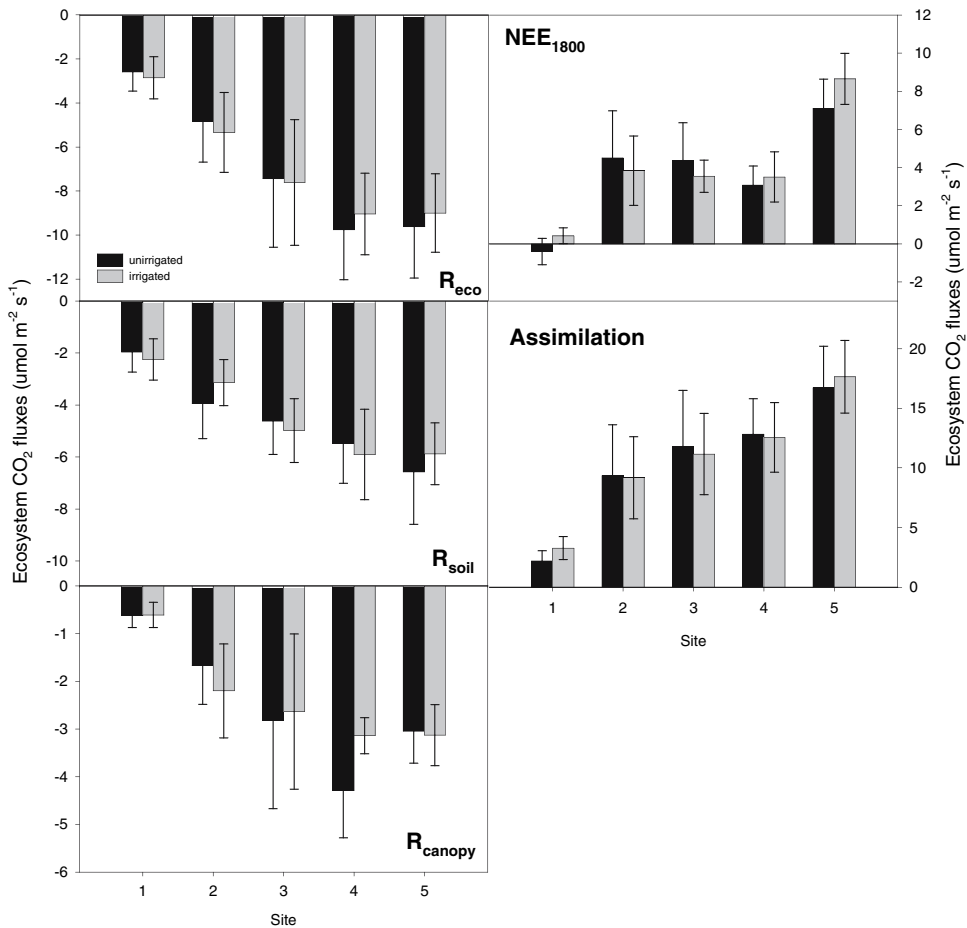 0
-2
-4
-6
-8
-10
-12
unirrigated
irrigated
R_eco
0
-2
-4
-6
-8
-10
R_soil
0
-1
-2
-3
-4
-5
-6
R_canopy
1 2 3 4 5
Site
Ecosystem CO₂ fluxes (umol m⁻² s⁻¹)
NEE₁₈₀₀
12
10
8
6
4
2
0
-2
Assimilation
20
15
10
5
0
1 2 3 4 5
Site
Ecosystem CO₂ fluxes (umol m⁻² s⁻¹)